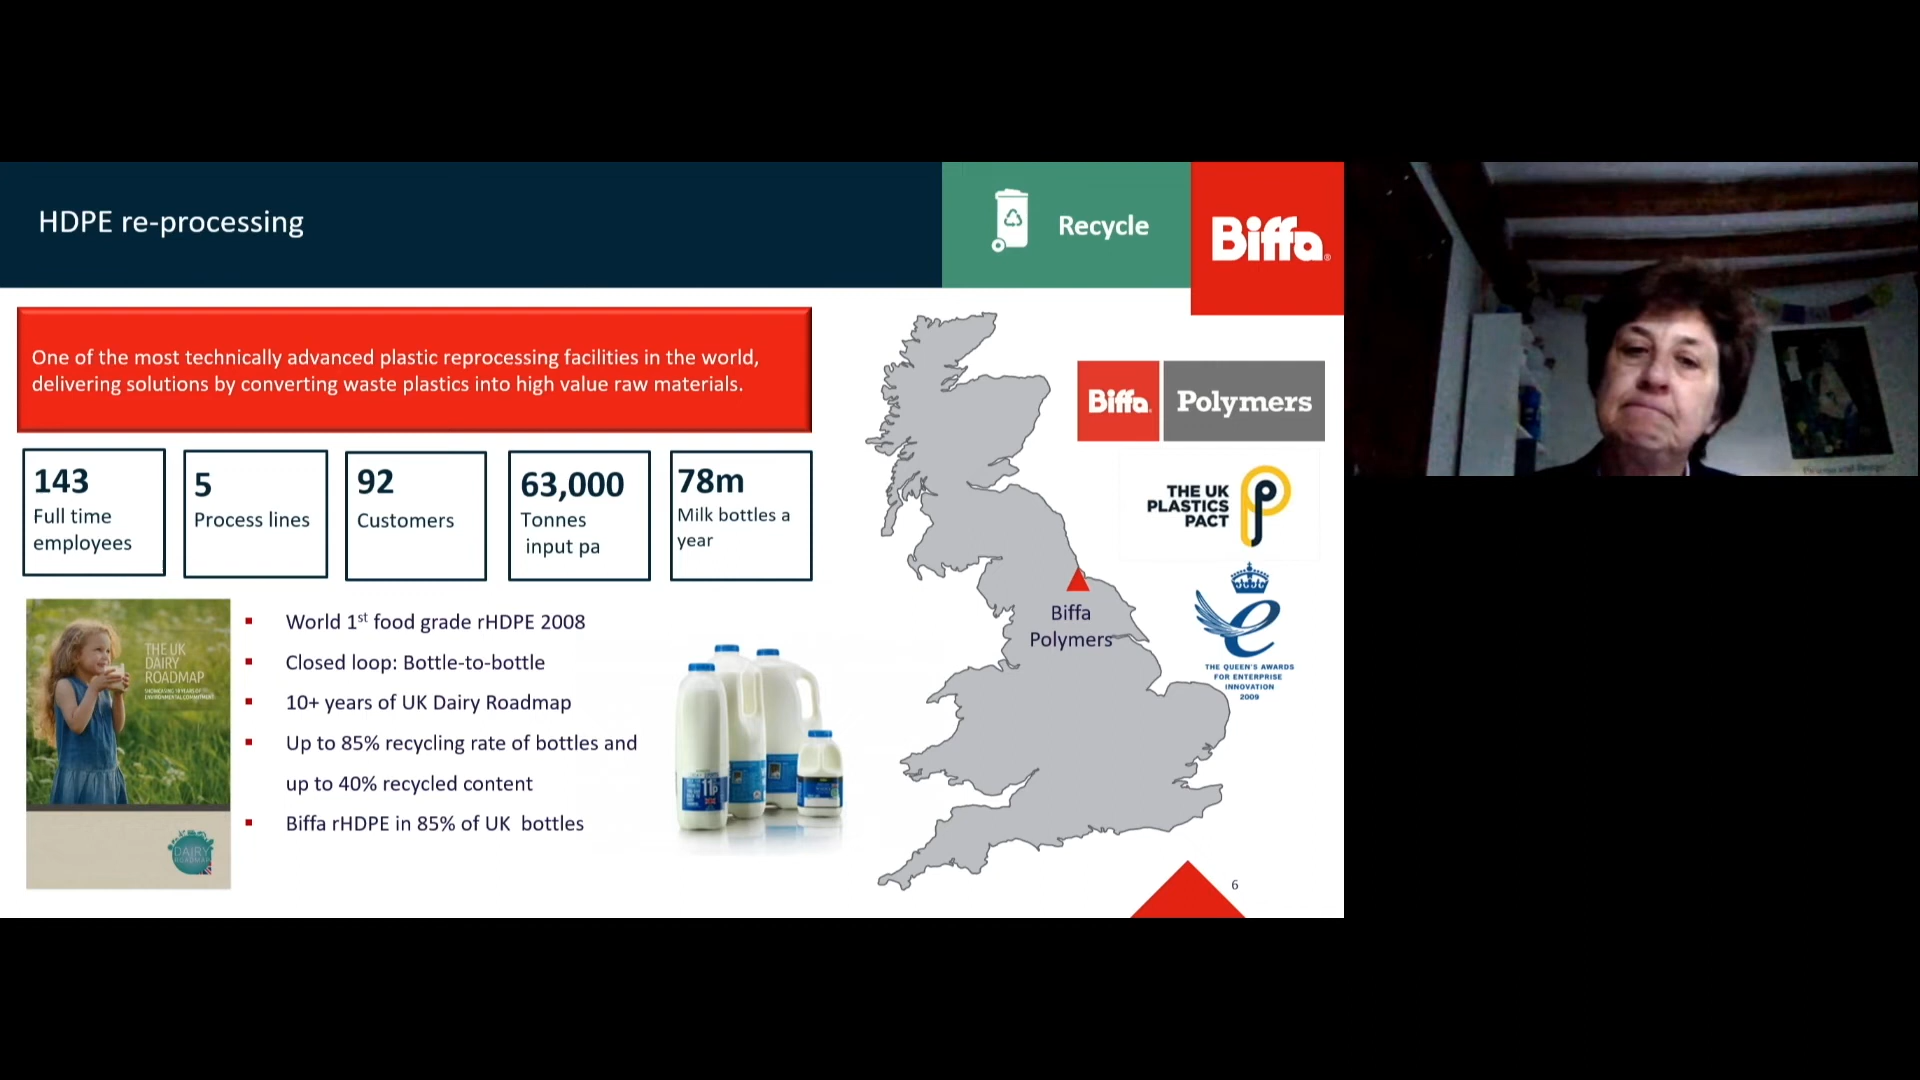 HDPE re-processing
Recycle
Biffa®
One of the most technically advanced plastic reprocessing facilities in the world,
delivering solutions by converting waste plastics into high value raw materials.
143
Full time
employees
5
Process lines
92
Customers
63,000
Tonnes
input pa
78m
Milk bottles a
year
THE UK
DAIRY
ROADMAP
DAIRY
ROADMAP
World 1st food grade rHDPE 2008
Closed loop: Bottle-to-bottle
10+ years of UK Dairy Roadmap
Up to 85% recycling rate of bottles and
up to 40% recycled content
Biffa rHDPE in 85% of UK  bottles
Biffa
Polymers
Biffa Polymers
THE UK
PLASTICS
PACT
THE QUEEN'S AWARDS
FOR ENTERPRISE
INNOVATION
2009
6